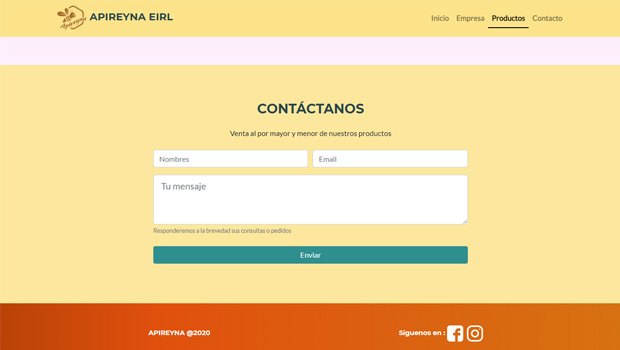 Apireyna
APIREYNA EIRL
Inicio Empresa Productos Contacto
CONTÁCTANOS
Venta al por mayor y menor de nuestros productos
Nombres Email
Tu mensaje
Responderemos a la brevedad sus consultas o pedidos
Enviar
APIREYNA @2020 Síguenos en :